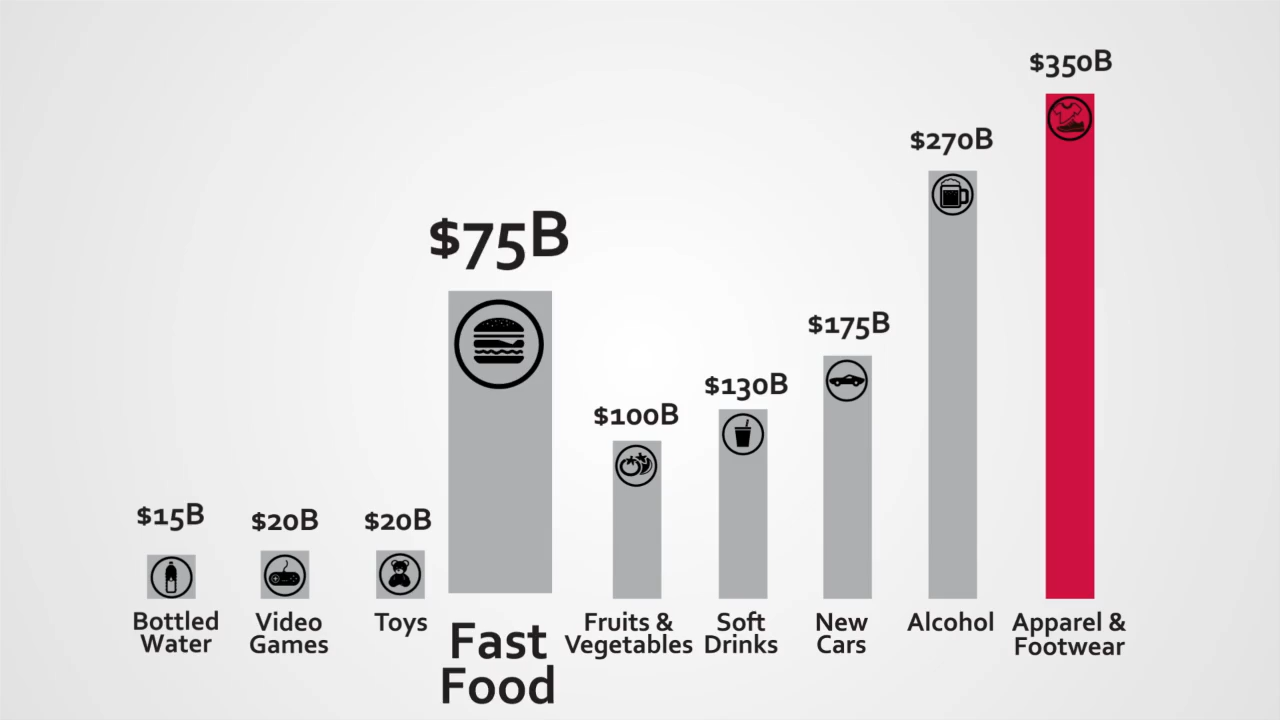 $15B
Bottled
Water
$20B
Video
Games
$20B
Toys
$75B
Fast
Food
$100B
Fruits &
Vegetables
$130B
Soft
Drinks
$175B
New
Cars
$270B
Alcohol
$350B
Apparel &
Footwear